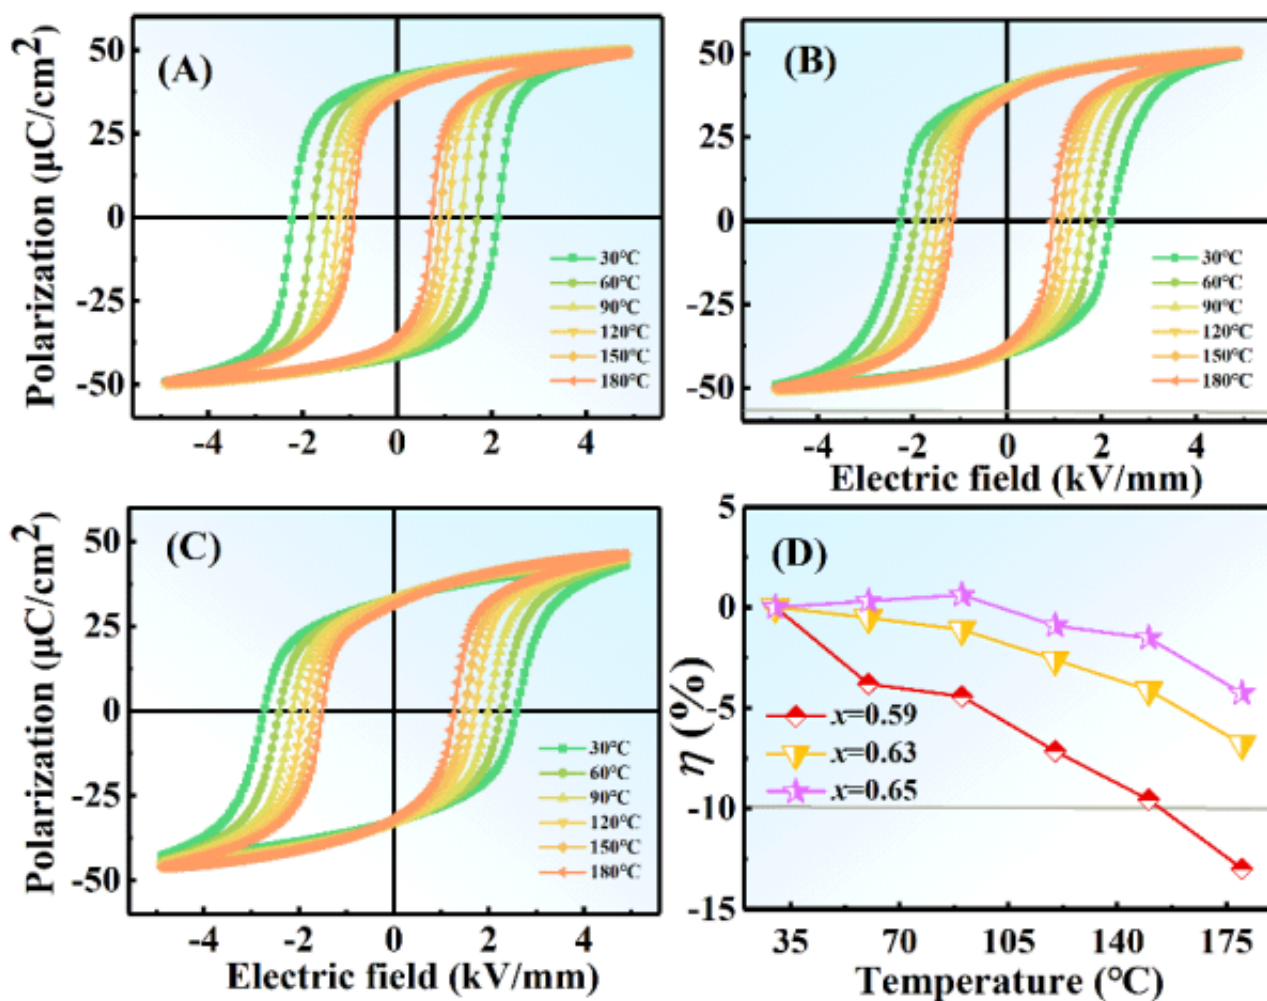 (A)
Polarization (µC/cm²)
50
25
0
-25
-50
-4 -2 0 2 4
30℃
60℃
90℃
120℃
150℃
180℃
(B)
50
25
0
-25
-50
-4 -2 0 2 4
Electric field (kV/mm)
30℃
60℃
90℃
120℃
150℃
180℃
(C)
Polarization (µC/cm²)
50
25
0
-25
-50
-4 -2 0 2 4
Electric field (kV/mm)
30℃
60℃
90℃
120℃
150℃
180℃
(D)
η (%)
5
0
-5
-10
-15
x=0.59
x=0.63
x=0.65
35 70 105 140 175
Temperature (℃)